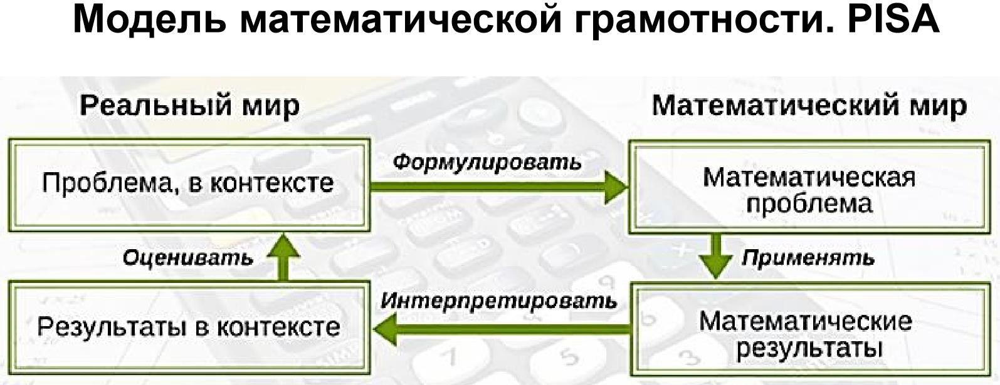 Модель математической грамотности. PISA
Реальный мир
Математический мир
Проблема, в контексте
Формулировать
Математическая
проблема
Оценивать
Применять
Результаты в контексте
Интерпретировать
Математические
результаты